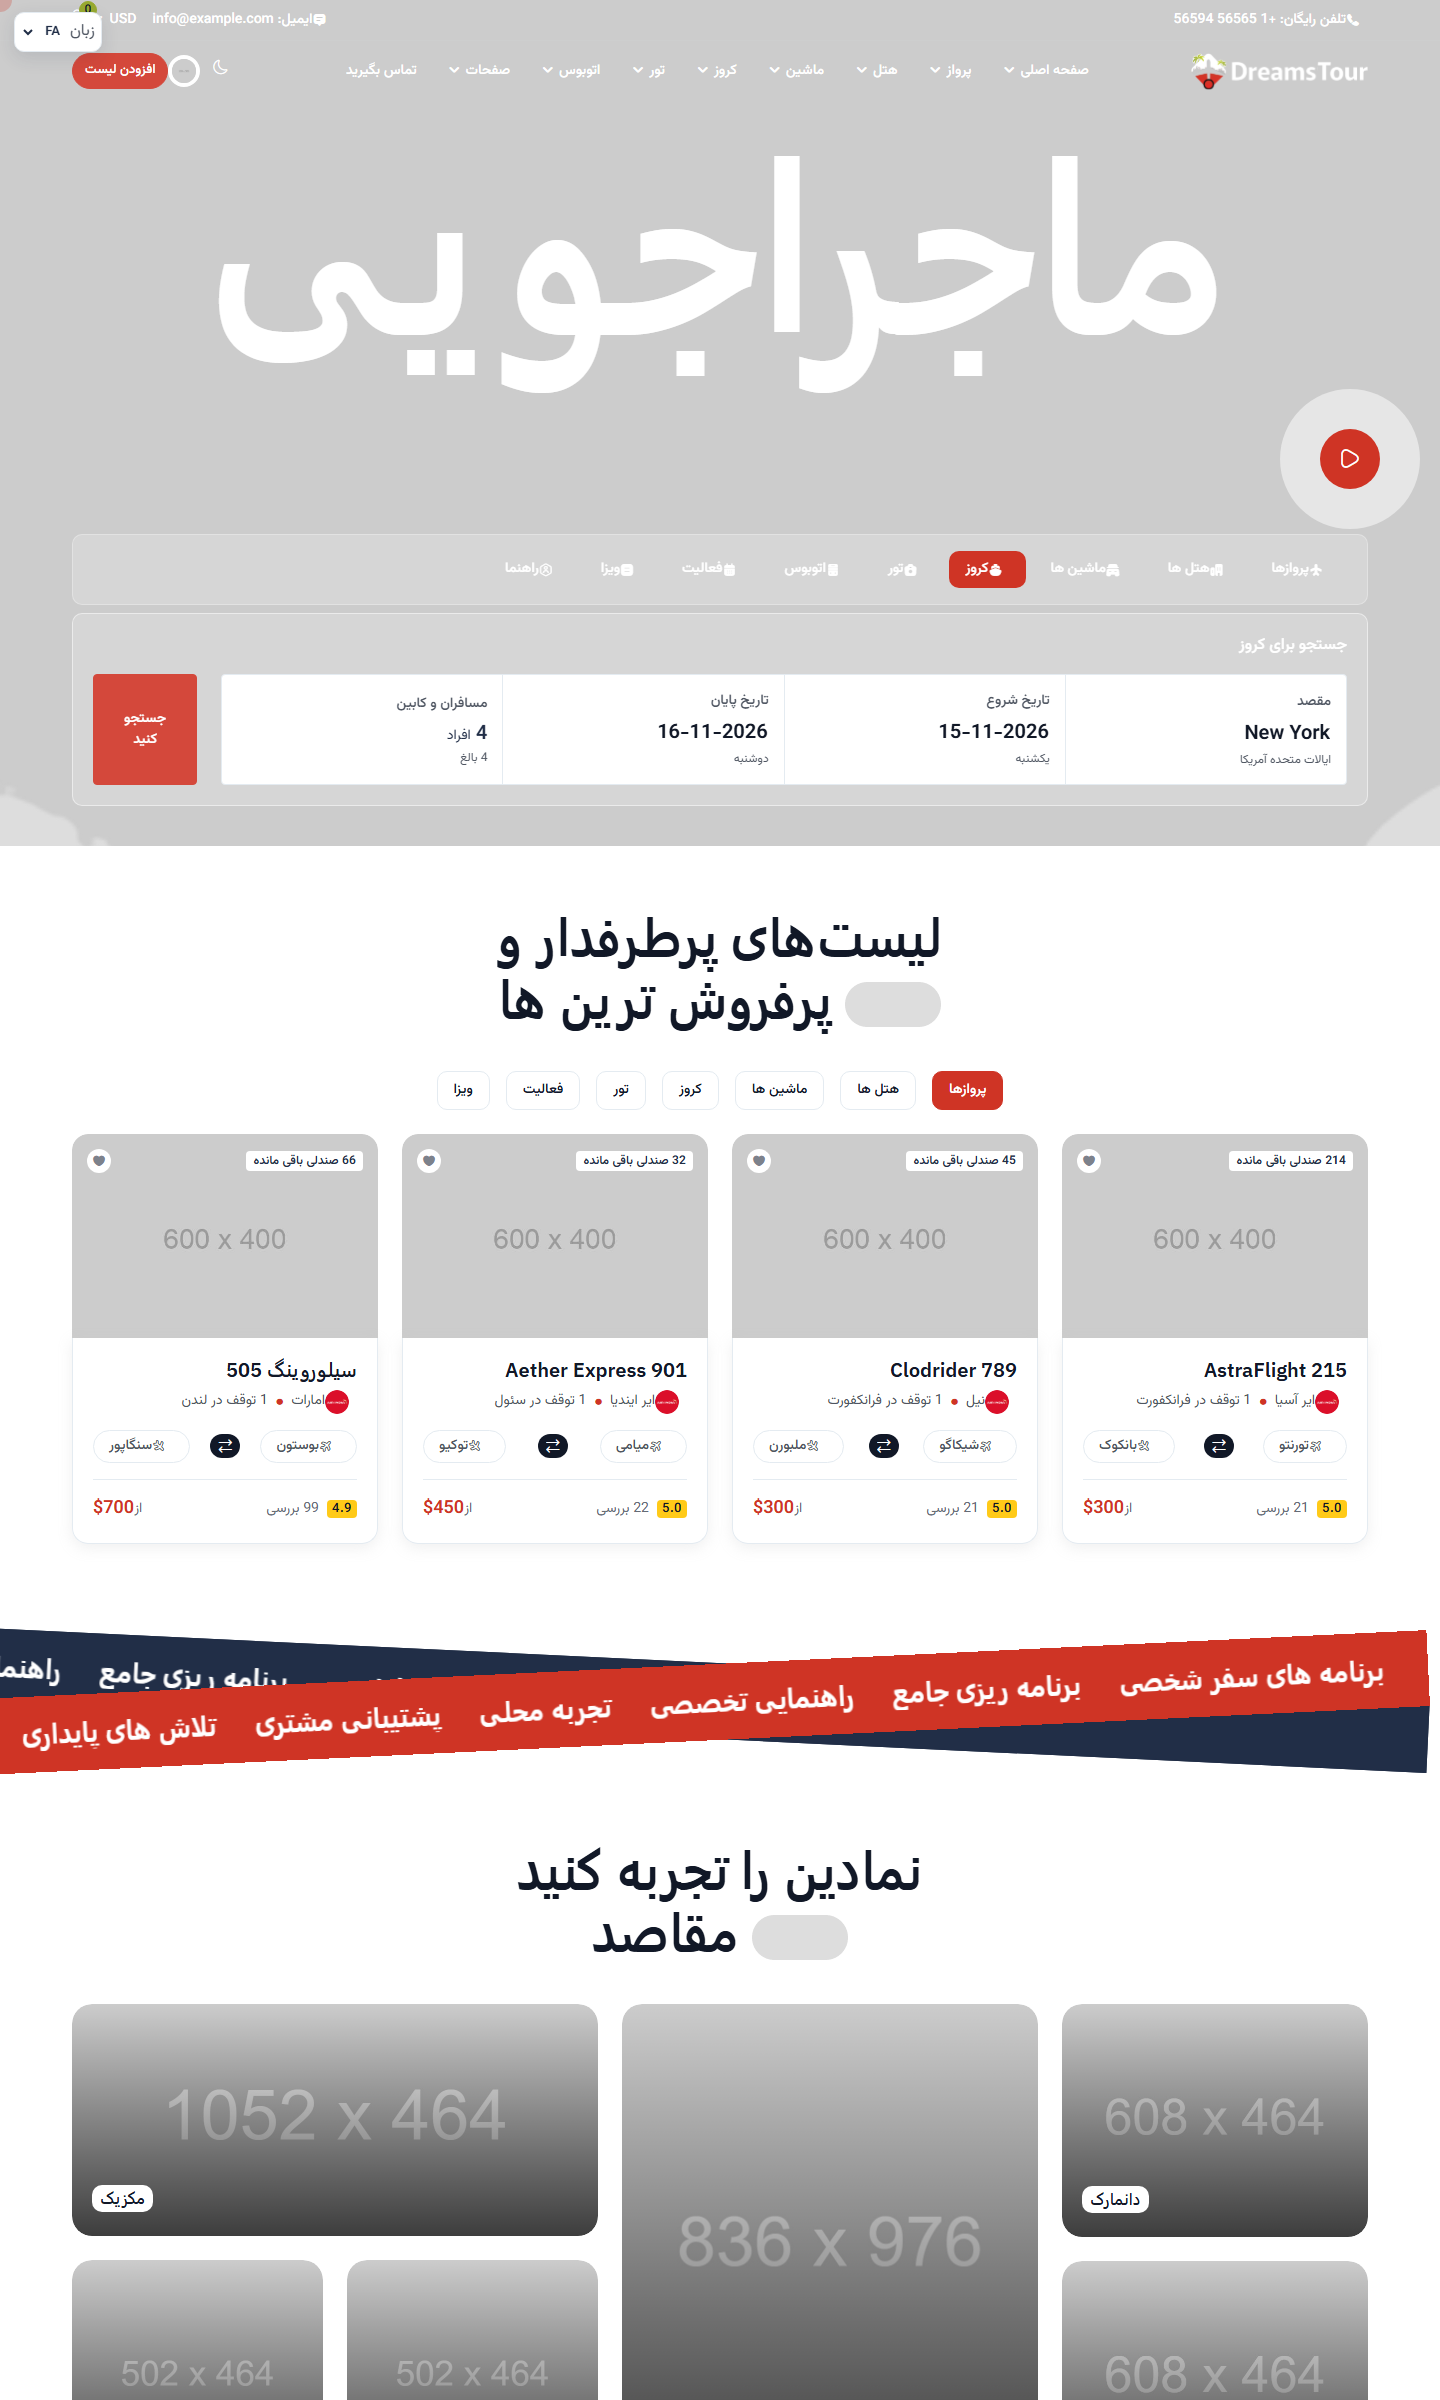 تلفن رایگان: +1 56565 56594
ایمیل: info@example.com
USD
0
زبان FA
DreamsTour
صفحه اصلی
پرواز
هتل
ماشین
کروز
تور
اتوبوس
صفحات
تماس بگیرید
افزودن لیست
ماجراجویی
پروازها
هتل ها
ماشین ها
کروز
تور
اتوبوس
فعالیت
ویزا
راهنما
جستجو برای کروز
مقصد
New York
ایالات متحده آمریکا
تاریخ شروع
15-11-2026
یکشنبه
تاریخ پایان
16-11-2026
دوشنبه
مسافران و کابین
4 افراد
4 بالغ
جستجو
کنید
لیست‌های پرطرفدار و
پرفروش ترین ها
پروازها
هتل ها
ماشین ها
کروز
تور
فعالیت
ویزا
214 صندلی باقی مانده
600 x 400
AstraFlight 215
ایر آسیا • 1 توقف در فرانکفورت
تورنتو
بانکوک
5.0 21 بررسی
از$300
45 صندلی باقی مانده
600 x 400
Clodrider 789
نیل • 1 توقف در فرانکفورت
شیکاگو
ملبورن
5.0 21 بررسی
از$300
32 صندلی باقی مانده
600 x 400
Aether Express 901
ایر ایندیا • 1 توقف در سئول
میامی
توکیو
5.0 22 بررسی
از$450
66 صندلی باقی مانده
600 x 400
سیلوروینگ 505
امارات • 1 توقف در لندن
بوستون
سنگاپور
4.9 99 بررسی
از$700
برنامه ریزی جامع
برنامه های سفر شخصی
برنامه ریزی جامع
راهنمایی تخصصی
تجربه محلی
پشتیبانی مشتری
تلاش های پایداری
نمادین را تجربه کنید
مقاصد
608 x 464
دانمارک
836 x 976
1052 x 464
مکزیک
608 x 464
502 x 464
502 x 464